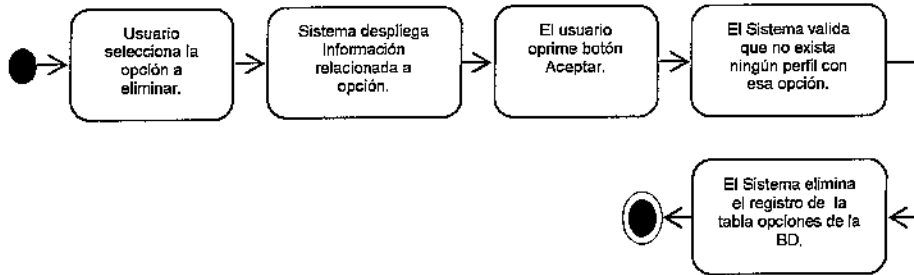 Usuario
selecciona la
opción a
eliminar.
Sistema despliega
Información
relacionada a
opción.
El usuario
oprime botón
Aceptar.
El Sistema valida
que no exista
ningún perfil con
esa opción.
El Sistema elimina
el registro de la
tabla opciones de la
BD.